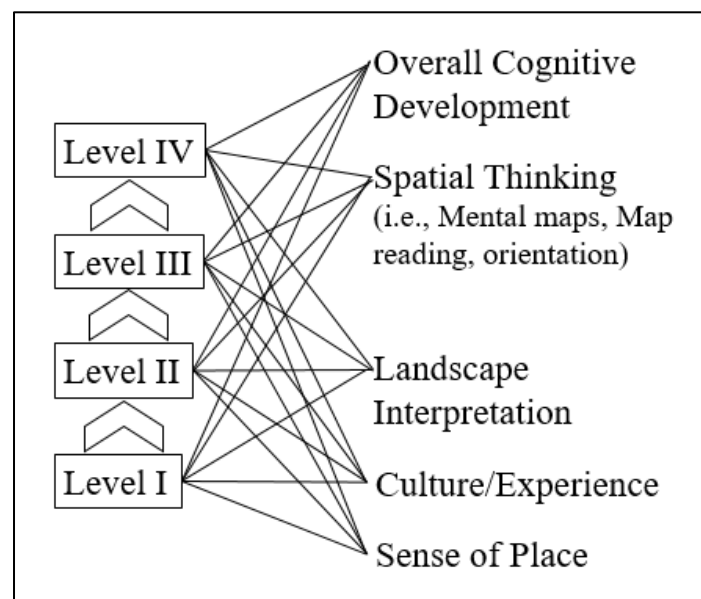 Overall Cognitive
Development
Level IV
Spatial Thinking
(i.e., Mental maps, Map
reading, orientation)
Level III
Level II
Landscape
Interpretation
Level I
Culture/Experience
Sense of Place